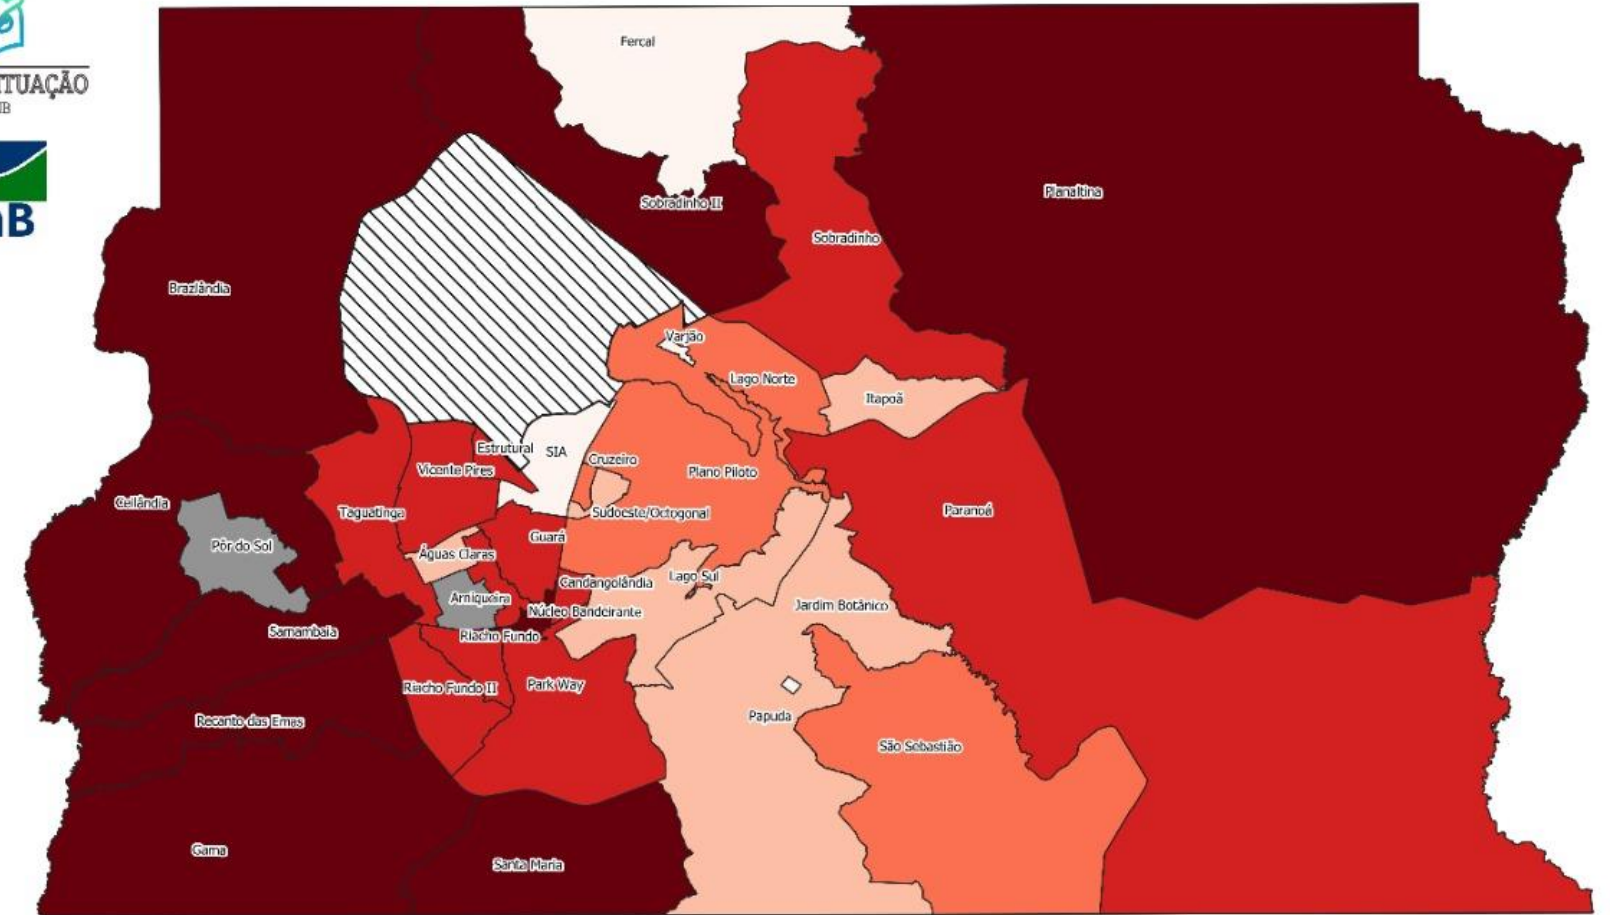 TUAÇÃO
IB
B
Fercal
Planaltina
Sobradinho II
Sobradinho
Brazlândia
Varjão
Lago Norte
Itapoã
Estrutural
SIA
Cruzeiro
Vicente Pires
Plano Piloto
Ceilândia
Taguatinga
Sudoeste/Octogonal
Paranoá
Guará
Pôr do Sol
Águas Claras
Lago Sul
Candangolândia
Arniqueira
Jardim Botânico
Núcleo Bandeirante
Samambaia
Riacho Fundo
Riacho Fundo II
Park Way
Papuda
Recanto das Emas
São Sebastião
Gama
Santa Maria